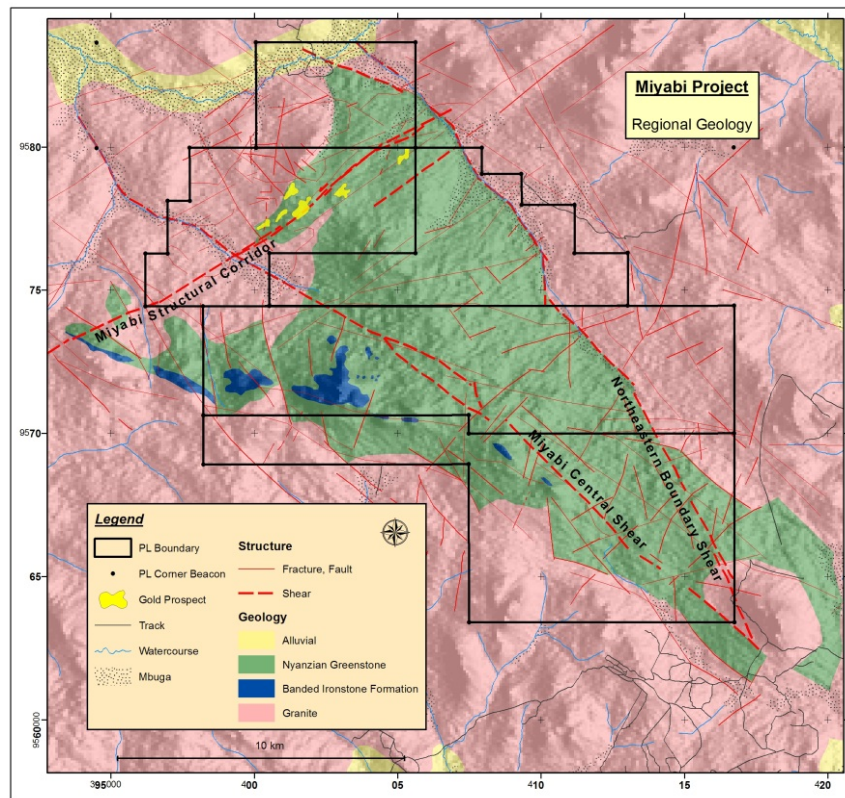 Miyabi Project
Regional Geology
9580
75
9570
65
9560000
395000
400
05
410
15
420
Miyabi Structural Corridor
Northeastern Boundary Shear
Miyabi Central Shear
Legend
PL Boundary
PL Corner Beacon
Gold Prospect
Track
Watercourse
Mbuga
Structure
Fracture, Fault
Shear
Geology
Alluvial
Nyanzian Greenstone
Banded Ironstone Formation
Granite
10 km